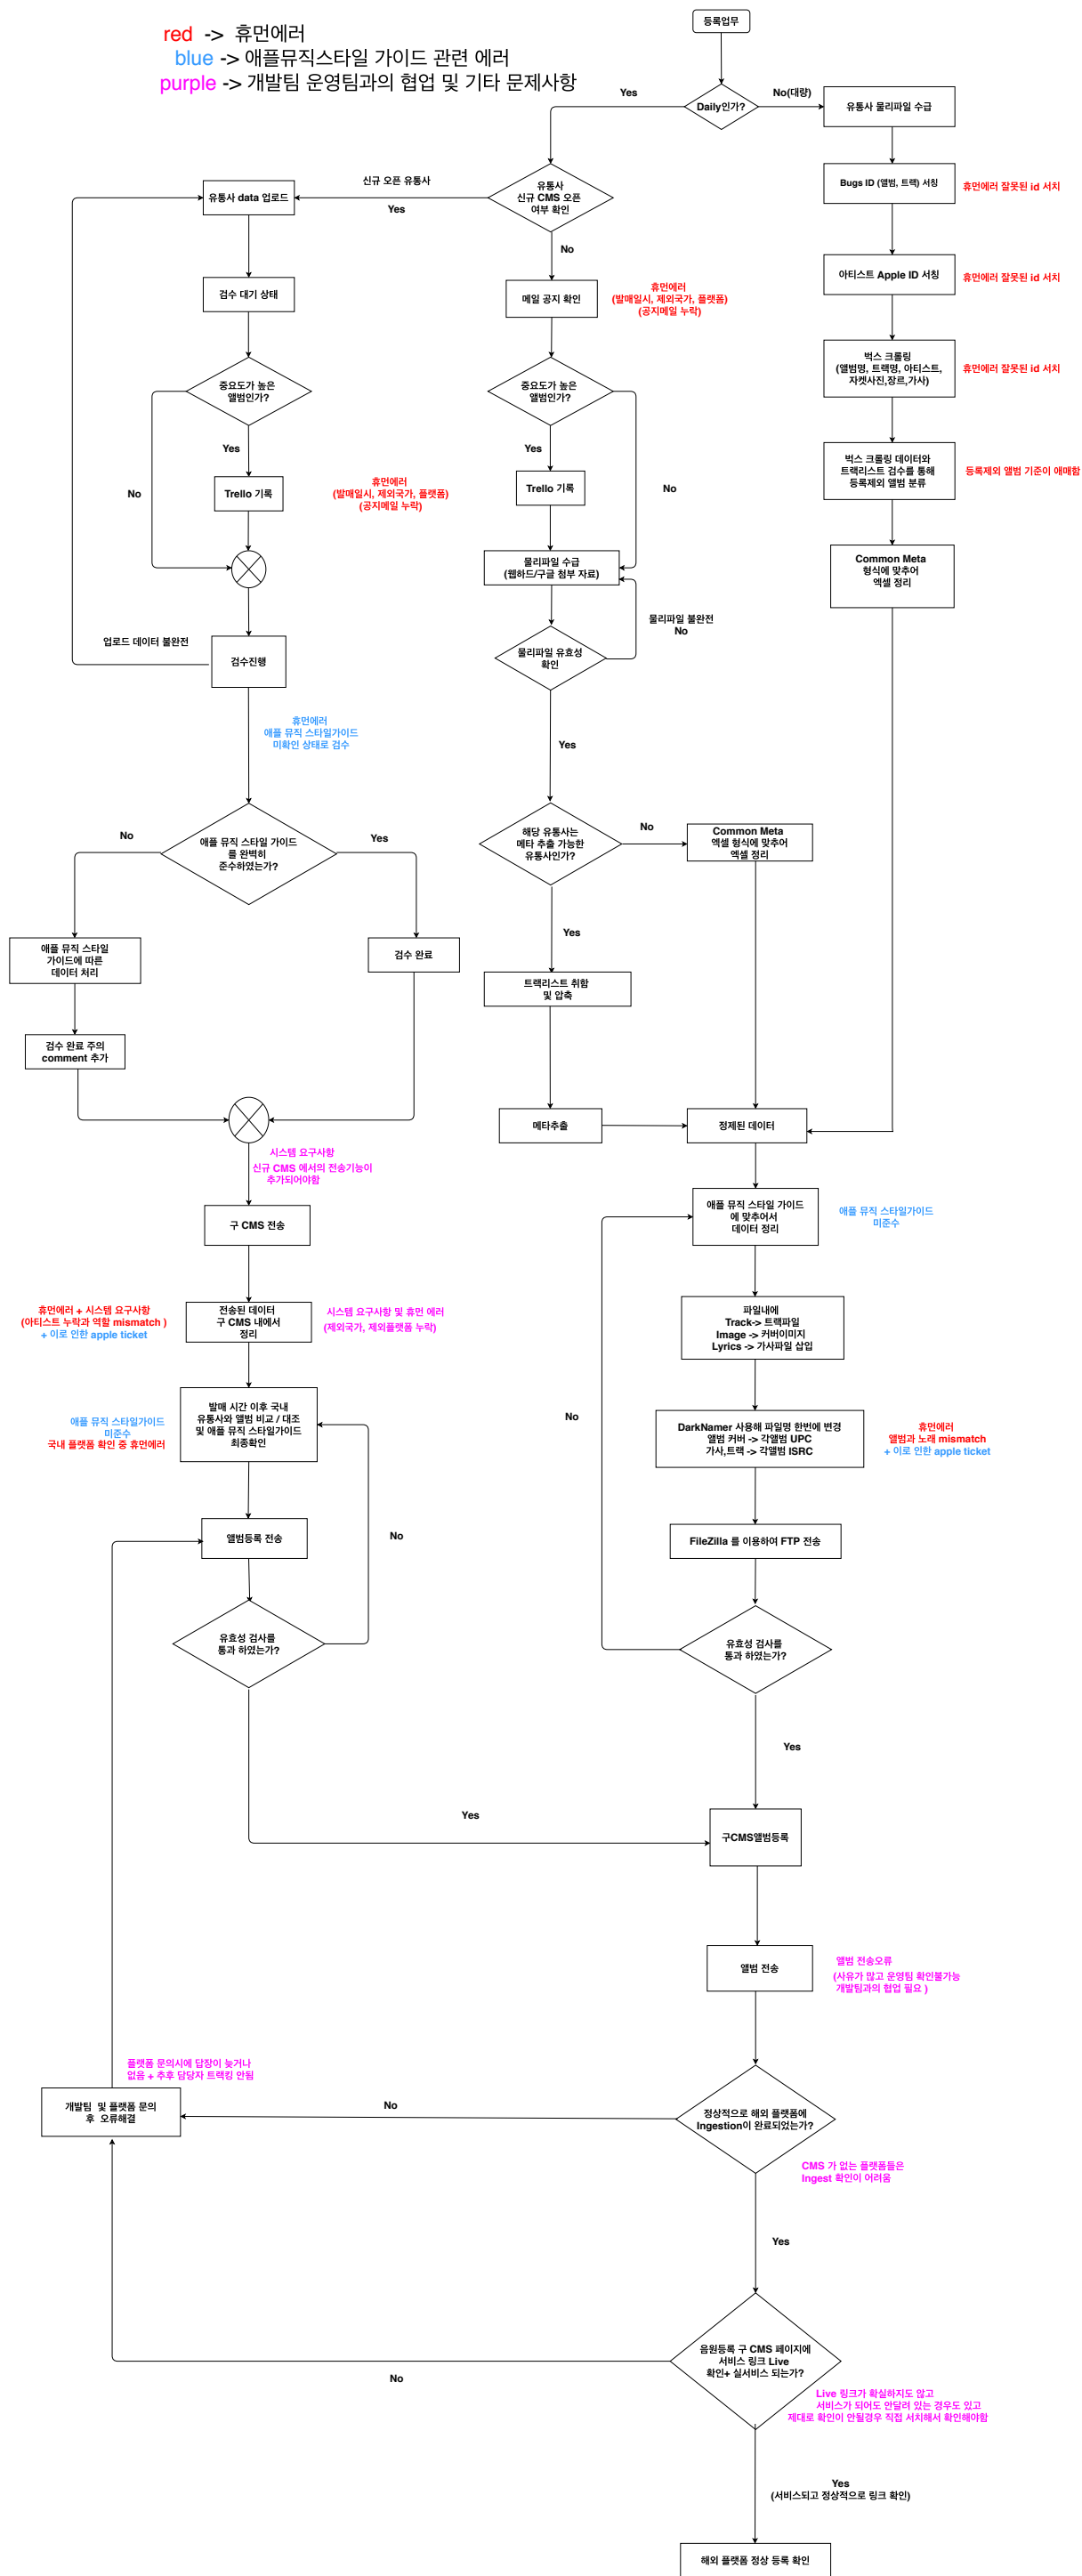 red -> 휴먼에러
blue -> 애플뮤직스타일 가이드 관련 에러
purple -> 개발팀 운영팀과의 협업 및 기타 문제사항
등록업무
Daily인가?
Yes
No(대량)
유통사 물리파일 수급
Bugs ID (앨범, 트랙) 서칭
휴먼에러 잘못된 id 서치
아티스트 Apple ID 서칭
휴먼에러 잘못된 id 서치
벅스 크롤링
(앨범명, 트랙명, 아티스트,
자켓사진,장르,가사)
휴먼에러 잘못된 id 서치
벅스 크롤링 데이터와
트랙리스트 검수를 통해
등록제외 앨범 분류
등록제외 앨범 기준이 애매함
Common Meta
형식에 맞추어
엑셀 정리
유통사
신규 CMS 오픈
여부 확인
신규 오픈 유통사
Yes
No
유통사 data 업로드
검수 대기 상태
중요도가 높은
앨범인가?
Yes
No
Trello 기록
휴먼에러
(발매일시, 제외국가, 플랫폼)
(공지메일 누락)
업로드 데이터 불완전
검수진행
휴먼에러
애플 뮤직 스타일가이드
미확인 상태로 검수
메일 공지 확인
휴먼에러
(발매일시, 제외국가, 플랫폼)
(공지메일 누락)
중요도가 높은
앨범인가?
Yes
No
Trello 기록
물리파일 수급
(웹하드/구글 첨부 자료)
물리파일 불완전
No
물리파일 유효성
확인
Yes
해당 유통사는
메타 추출 가능한
유통사인가?
No
Common Meta
엑셀 형식에 맞추어
엑셀 정리
Yes
트랙리스트 취합
및 압축
메타추출
정제된 데이터
애플 뮤직 스타일 가이드
를 완벽히
준수하였는가?
No
Yes
애플 뮤직 스타일
가이드에 따른
데이터 처리
검수 완료
검수 완료 주의
comment 추가
시스템 요구사항
신규 CMS 에서의 전송기능이
추가되어야함
구 CMS 전송
전송된 데이터
구 CMS 내에서
정리
휴먼에러 + 시스템 요구사항
(아티스트 누락과 역할 mismatch )
+ 이로 인한 apple ticket
시스템 요구사항 및 휴먼 에러
(제외국가, 제외플랫폼 누락)
발매 시간 이후 국내
유통사와 앨범 비교 / 대조
및 애플 뮤직 스타일가이드
최종확인
애플 뮤직 스타일가이드
미준수
국내 플랫폼 확인 중 휴먼에러
No
앨범등록 전송
유효성 검사를
통과 하였는가?
Yes
애플 뮤직 스타일 가이드
에 맞추어서
데이터 정리
애플 뮤직 스타일가이드
미준수
파일내에
Track-> 트랙파일
Image -> 커버이미지
Lyrics -> 가사파일 삽입
No
DarkNamer 사용해 파일명 한번에 변경
앨범 커버 -> 각앨범 UPC
가사,트랙 -> 각앨범 ISRC
휴먼에러
앨범과 노래 mismatch
+ 이로 인한 apple ticket
FileZilla 를 이용하여 FTP 전송
유효성 검사를
통과 하였는가?
Yes
구CMS앨범등록
앨범 전송
앨범 전송오류
(사유가 많고 운영팀 확인불가능
개발팀과의 협업 필요 )
정상적으로 해외 플랫폼에
Ingestion이 완료되었는가?
No
CMS 가 없는 플랫폼들은
Ingest 확인이 어려움
플랫폼 문의시에 답장이 늦거나
없음 + 추후 담당자 트랙킹 안됨
개발팀 및 플랫폼 문의
후 오류해결
Yes
음원등록 구 CMS 페이지에
서비스 링크 Live
확인+ 실서비스 되는가?
No
Live 링크가 확실하지도 않고
서비스가 되어도 안달려 있는 경우도 있고
제대로 확인이 안될경우 직접 서치해서 확인해야함
Yes
(서비스되고 정상적으로 링크 확인)
해외 플랫폼 정상 등록 확인